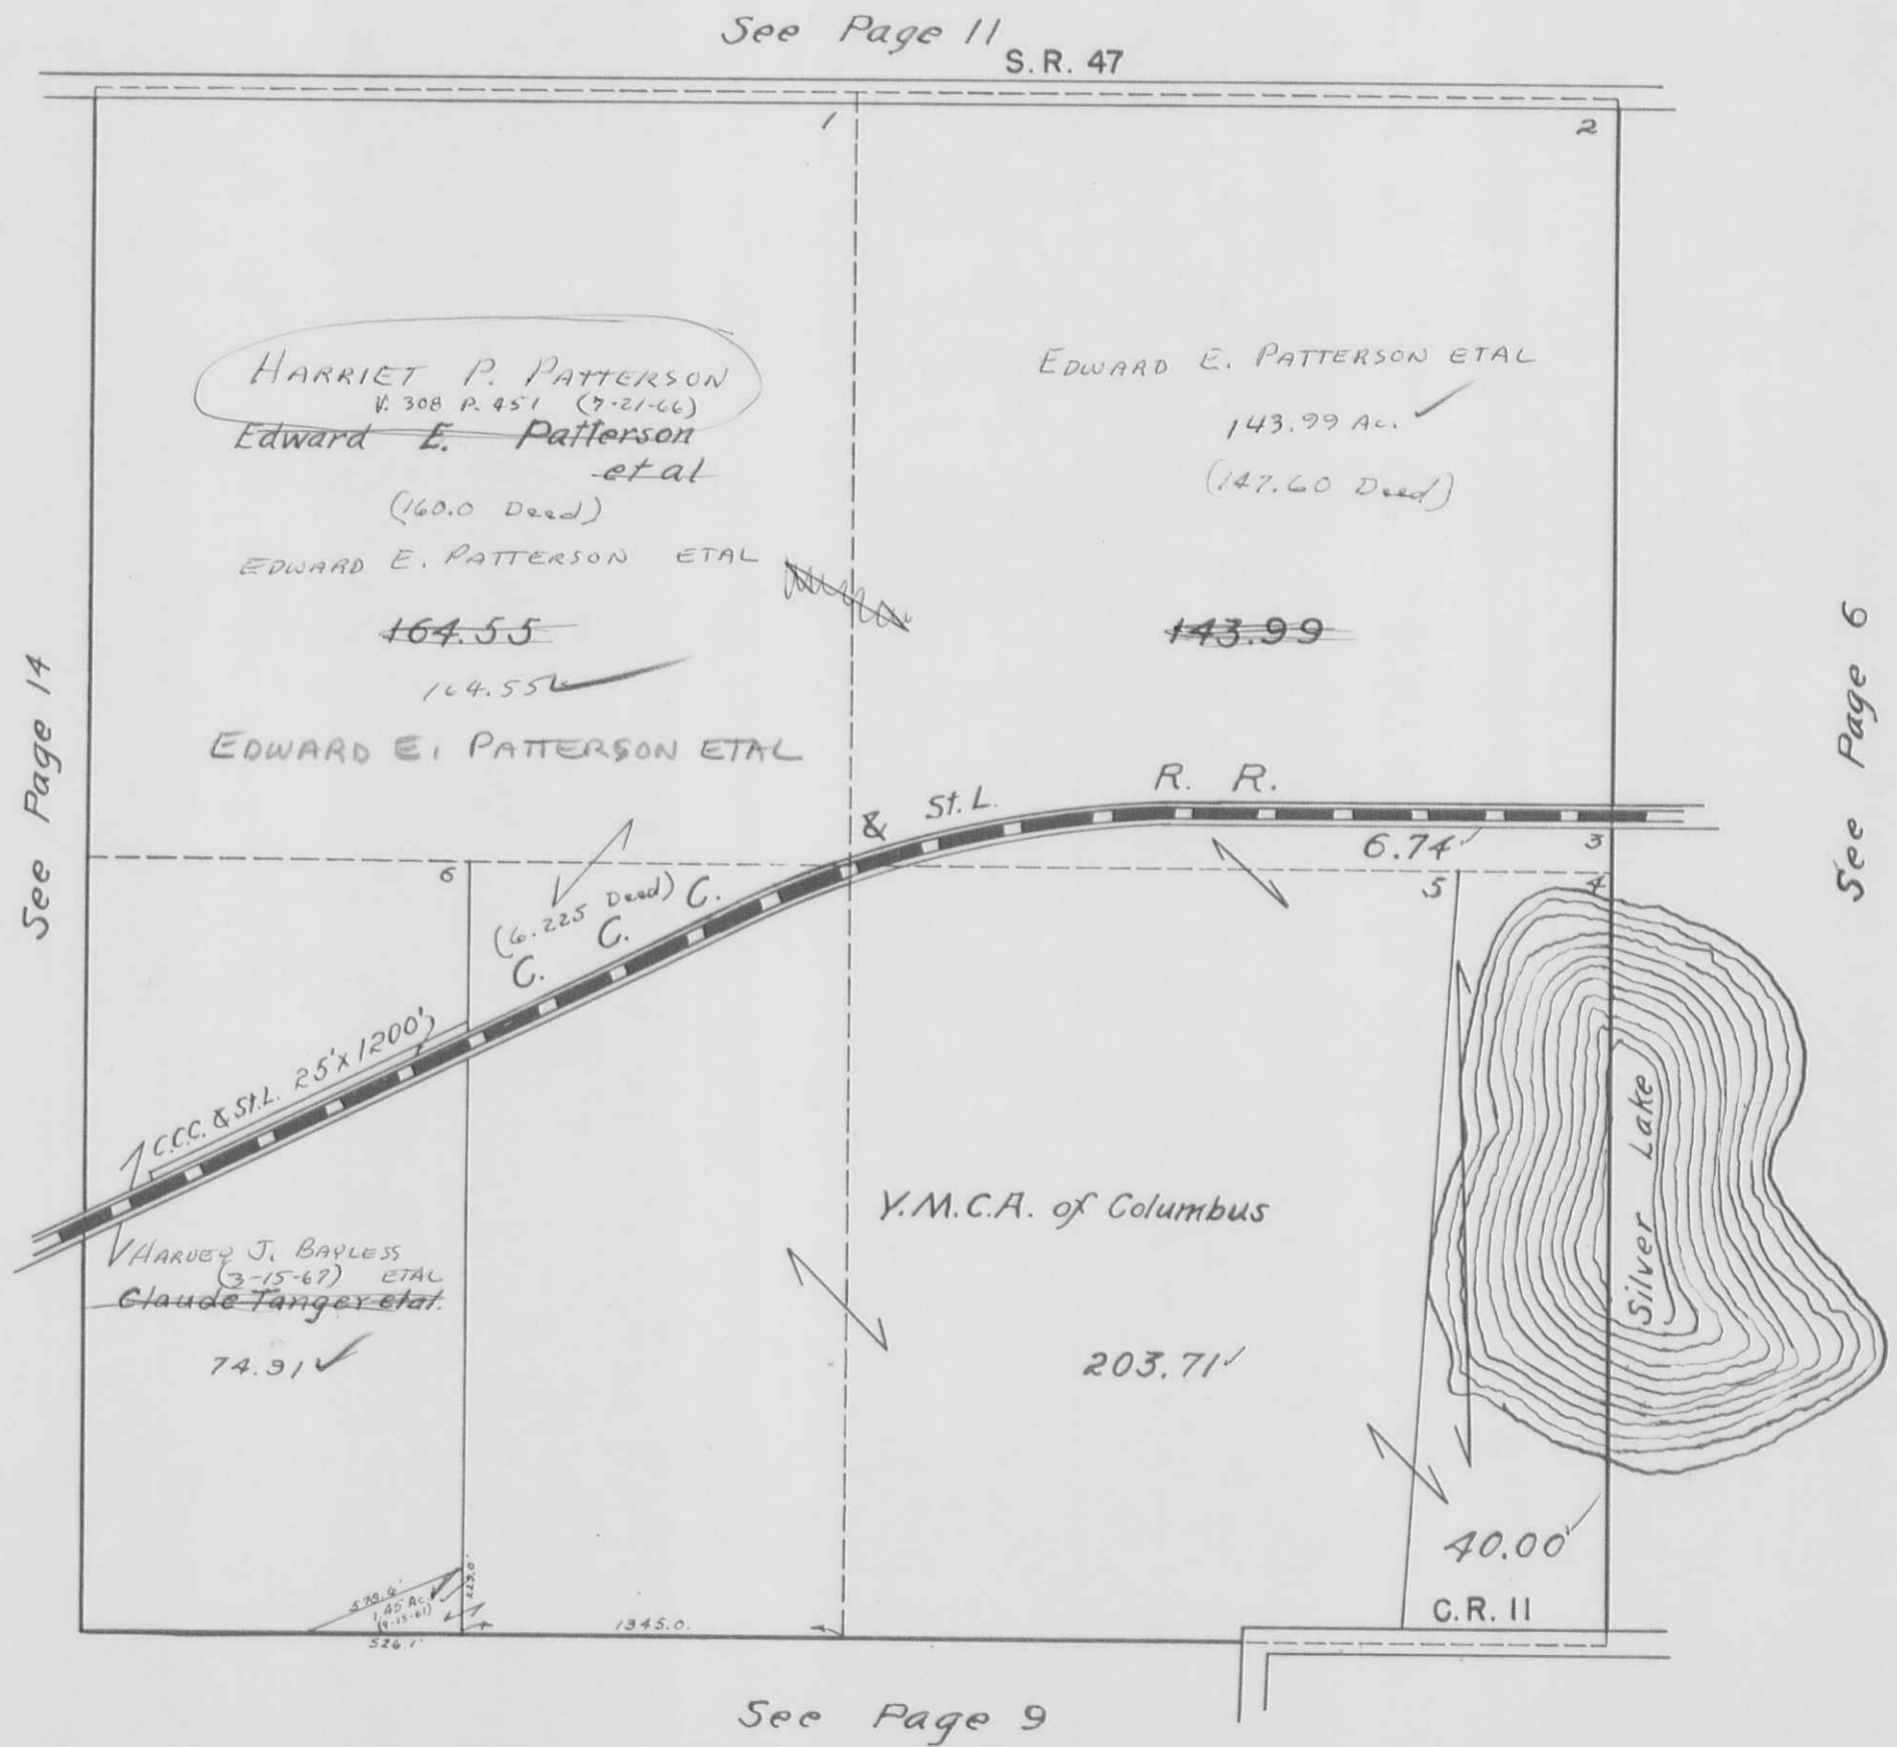 See Page 11
S.R. 47
1
2
HARRIET P. PATTERSON
V. 308 P. 451 (7-21-66)
Edward E. Patterson
et al
(160.0 Deed)
EDWARD E. PATTERSON ETAL
164.55
164.55
EDWARD E. PATTERSON ETAL
EDWARD E. PATTERSON ETAL
143.99 Ac.
(147.60 Deed)
143.99
See Page 14
See Page 6
C. C. C. & St. L. R. R.
6.74
3
4
5
6
(6.225 Deed)
C.C.C. & St. L. 25'x1200'
HARVEY J. BAYLESS
(3-15-67) ETAL
Claude Tanger etal.
74.91
Y.M.C.A. of Columbus
203.71
Silver Lake
40.00
C.R. 11
1.45 Ac.
526.1'
1345.0.
See Page 9